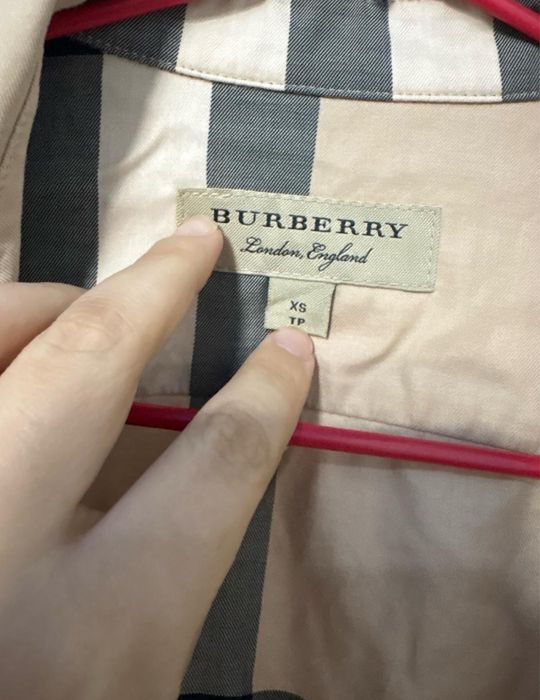 BURBERRY
London, England
XS
TP